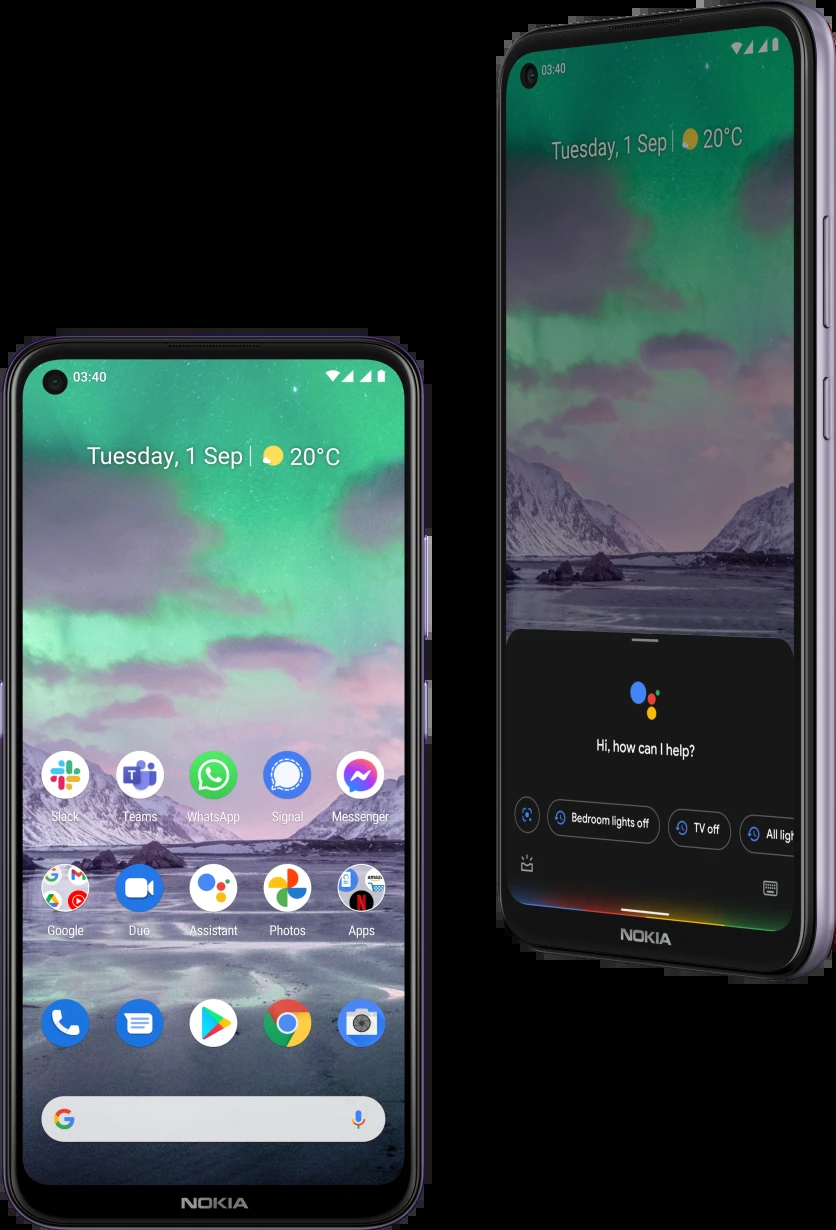 03:40
Tuesday, 1 Sep | 20°C
Slack Teams WhatsApp Signal Messenger
Google Duo Assistant Photos Apps
NOKIA
03:40
Tuesday, 1 Sep | 20°C
Hi, how can I help?
Bedroom lights off TV off All ligh
NOKIA